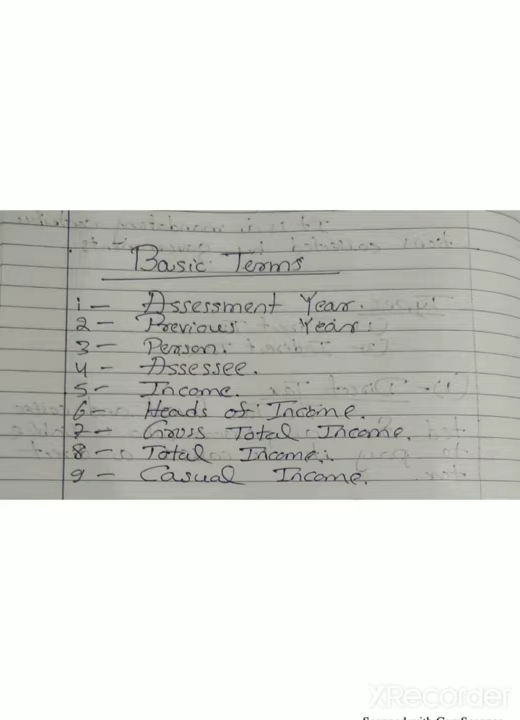 Basic Terms
1- Assessment Year.
2- Previous Year:
3- Person.
4- Assessee.
5- Income.
6- Heads of Income.
7- Gross Total Income.
8- Total Income:
9- Casual Income.
XRecorder